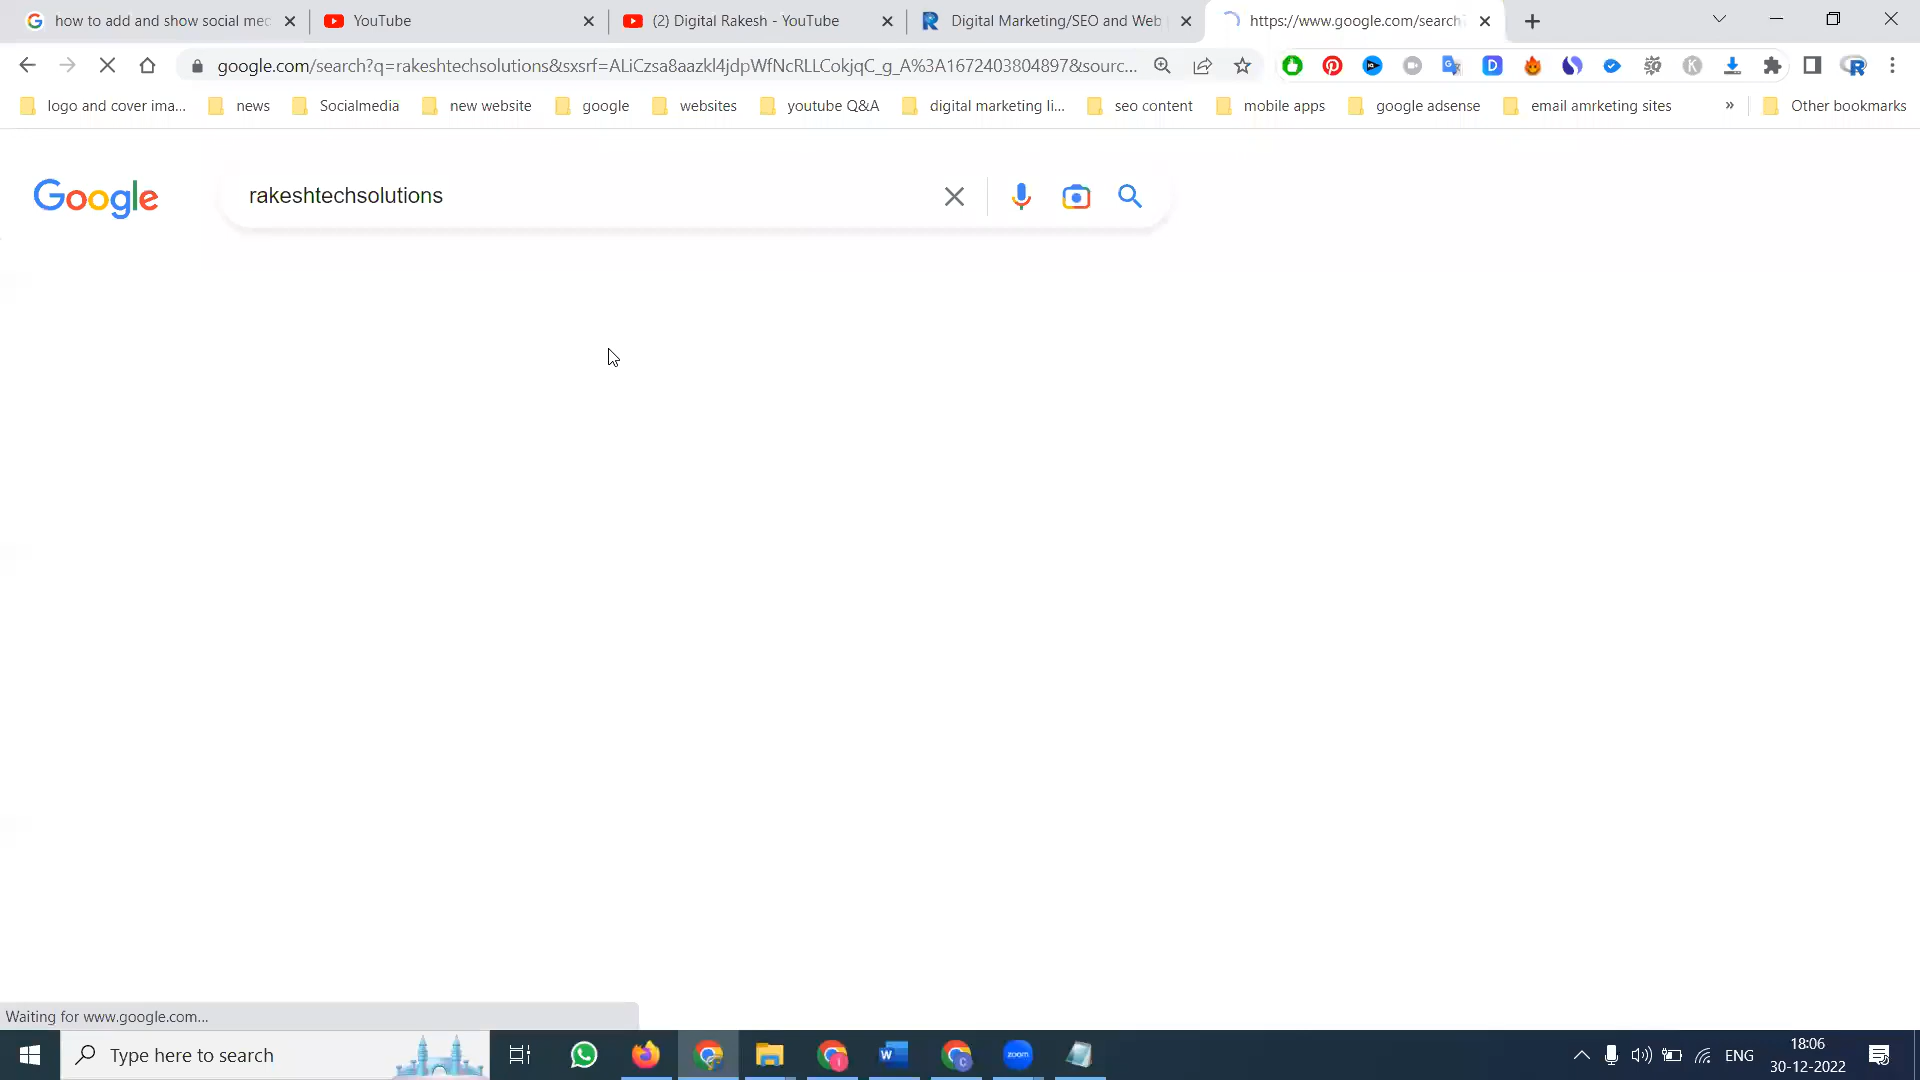 how to add and show social med
YouTube
(2) Digital Rakesh - YouTube
Digital Marketing/SEO and Web
https://www.google.com/search?
google.com/search?q=rakeshtechsolutions&sxsrf=ALiCzsa8aazkl4jdpWfNcRLLCokjqC_g_A%3A1672403804897&sourc...
logo and cover ima...
news
Socialmedia
new website
google
websites
youtube Q&A
digital marketing li...
seo content
mobile apps
google adsense
email amrketing sites
»
Other bookmarks
Google
rakeshtechsolutions
Waiting for www.google.com...
Type here to search
zoom
ENG
18:06
30-12-2022